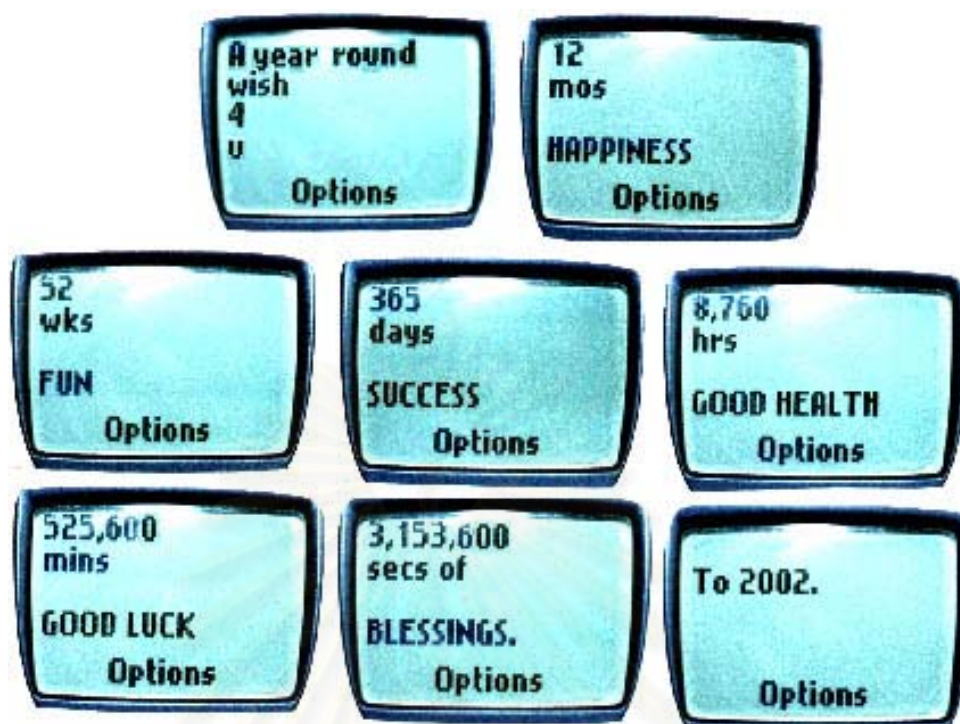 A year round
wish
4
u
Options
12
mos
HAPPINESS
Options
52
wks
FUN
Options
365
days
SUCCESS
Options
8,760
hrs
GOOD HEALTH
Options
525,600
mins
GOOD LUCK
Options
3,153,600
secs of
BLESSINGS.
Options
To 2002.
Options